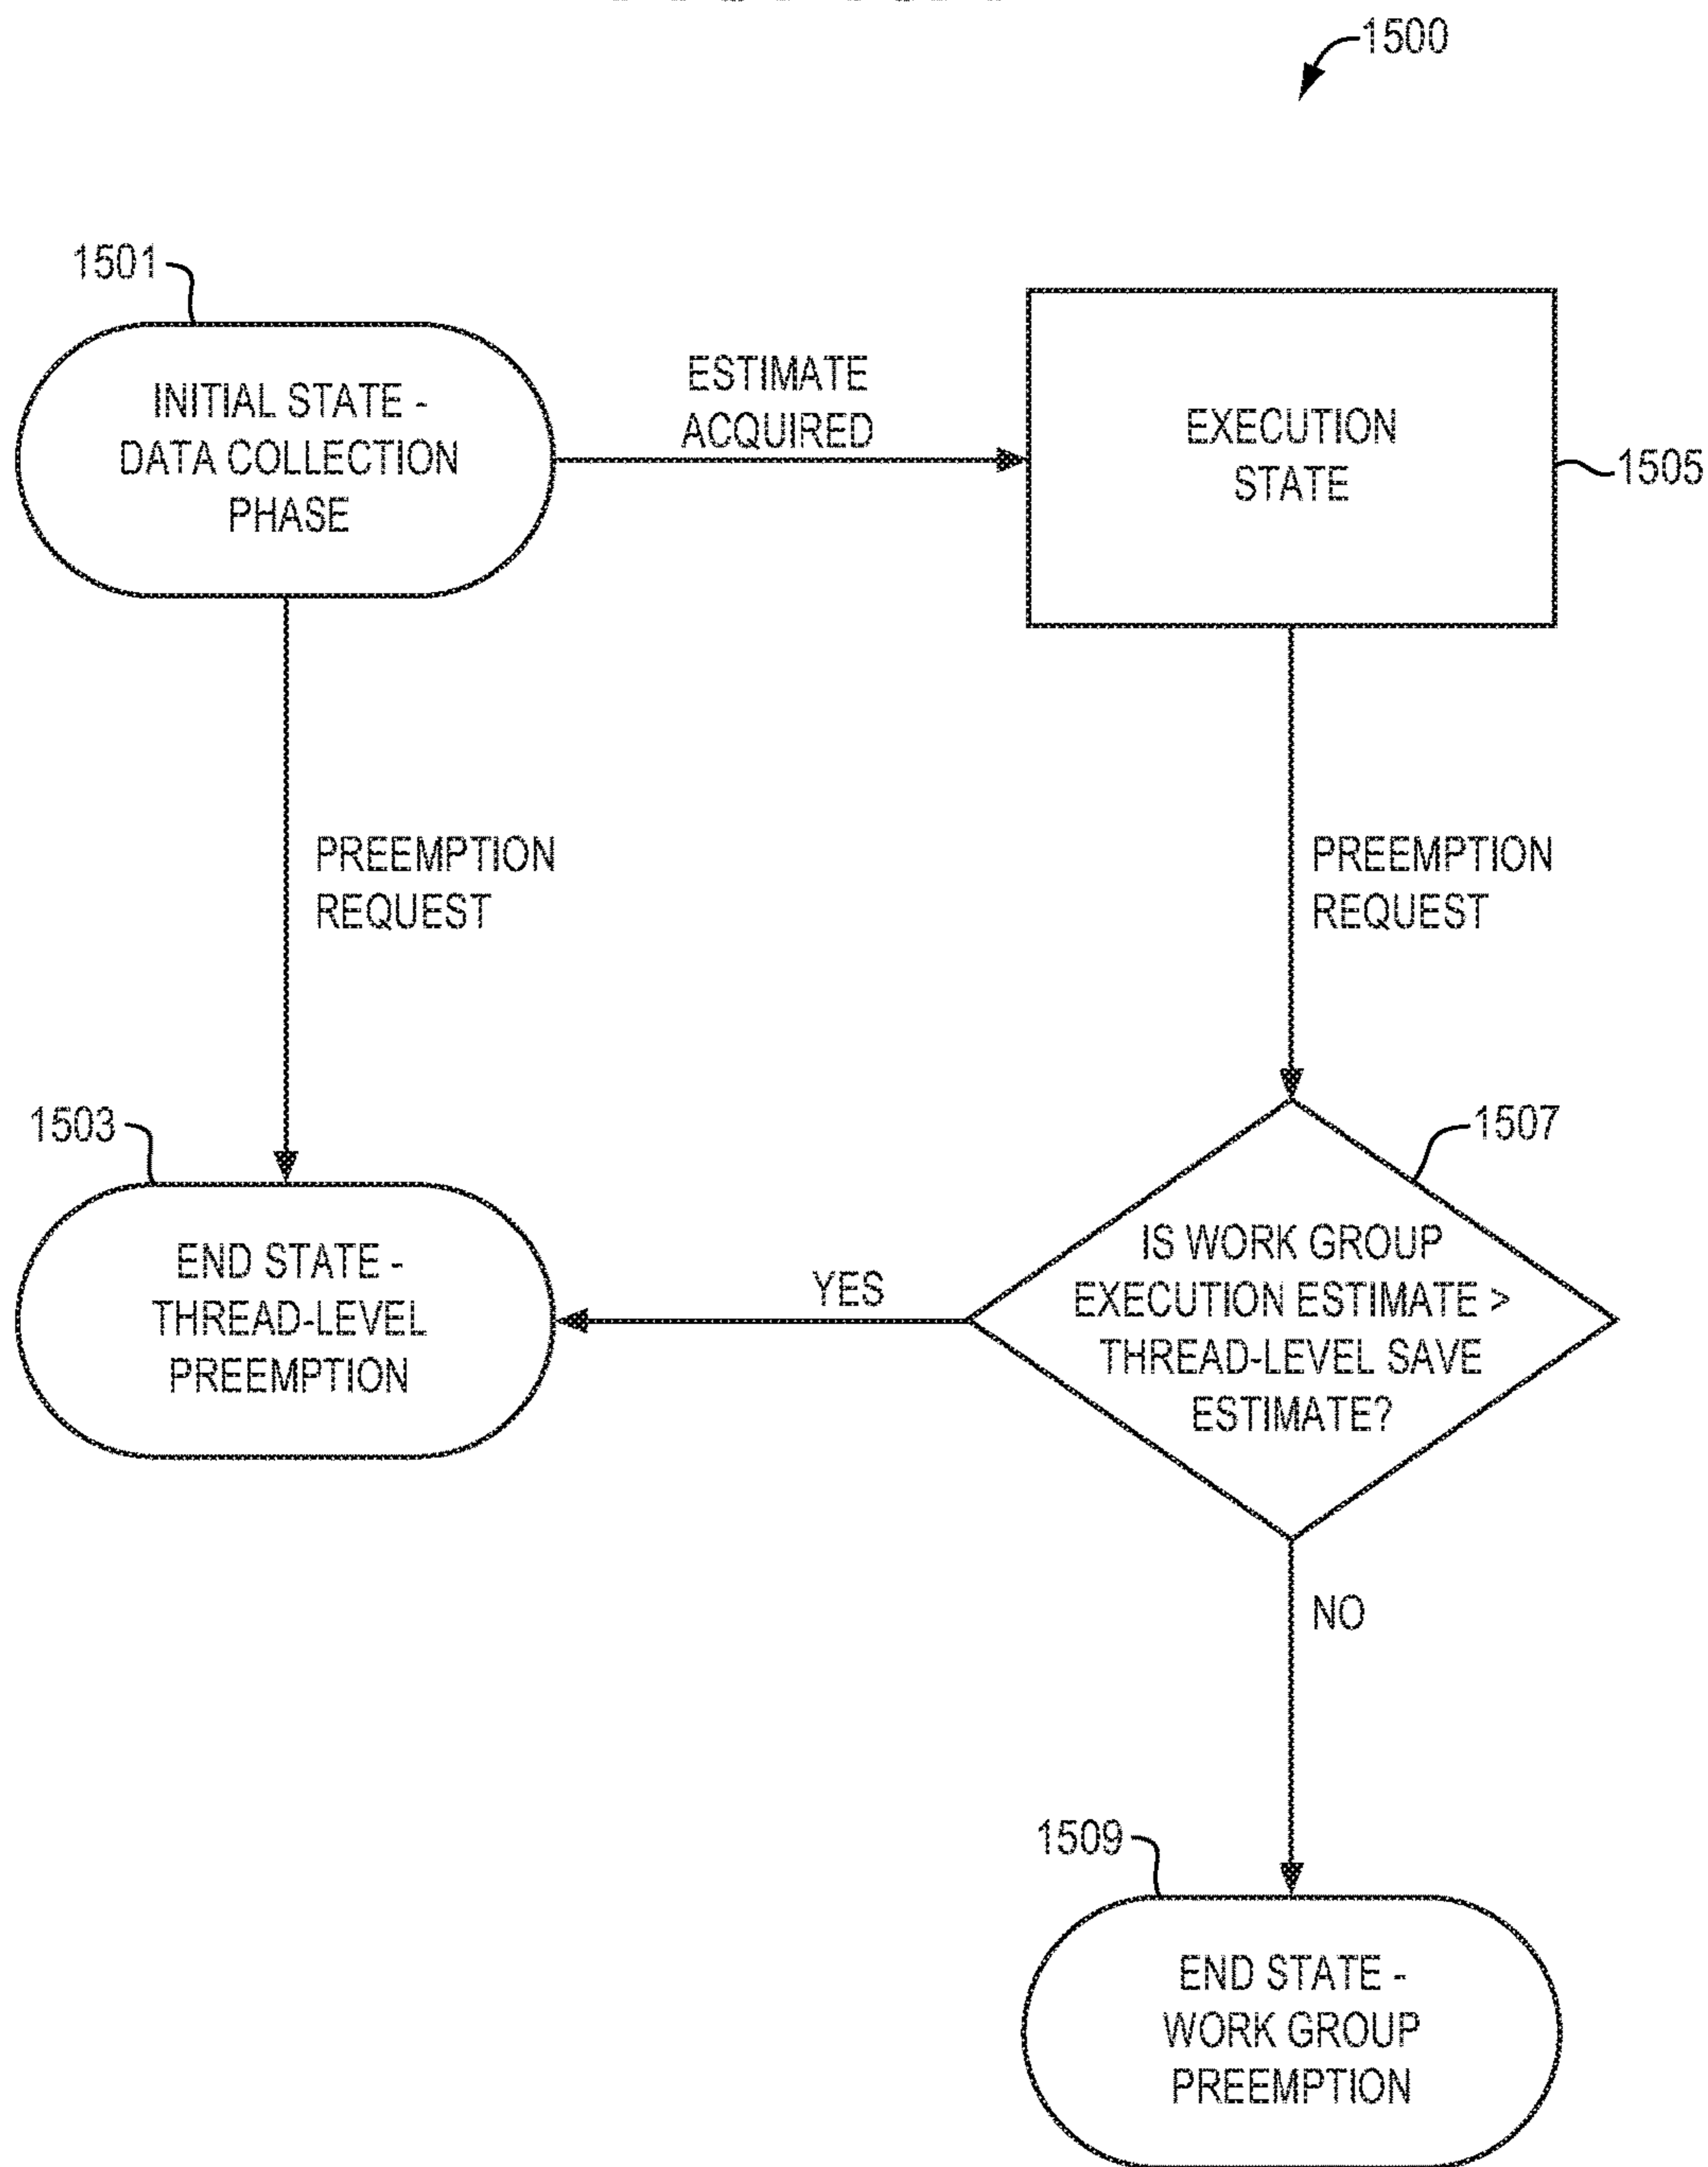 1500
1501
INITIAL STATE -
DATA COLLECTION
PHASE
ESTIMATE
ACQUIRED
EXECUTION
STATE
1505
PREEMPTION
REQUEST
PREEMPTION
REQUEST
1503
END STATE -
THREAD-LEVEL
PREEMPTION
YES
1507
IS WORK GROUP
EXECUTION ESTIMATE >
THREAD-LEVEL SAVE
ESTIMATE?
NO
1509
END STATE -
WORK GROUP
PREEMPTION